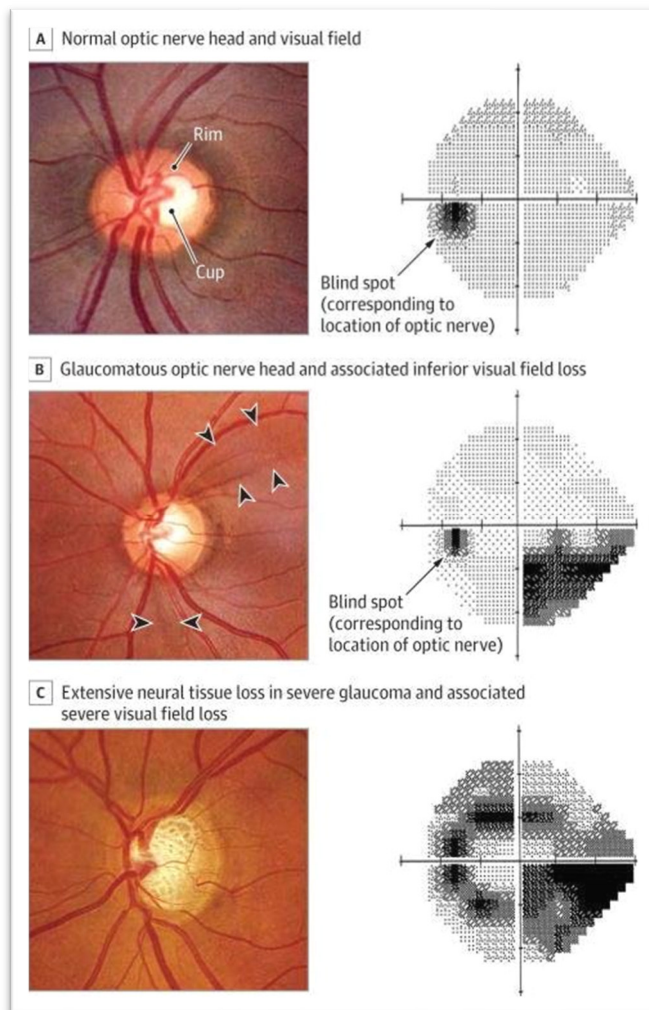 A Normal optic nerve head and visual field
Rim
Cup
Blind spot
(corresponding to
location of optic nerve)
B Glaucomatous optic nerve head and associated inferior visual field loss
Blind spot
(corresponding to
location of optic nerve)
C Extensive neural tissue loss in severe glaucoma and associated
severe visual field loss